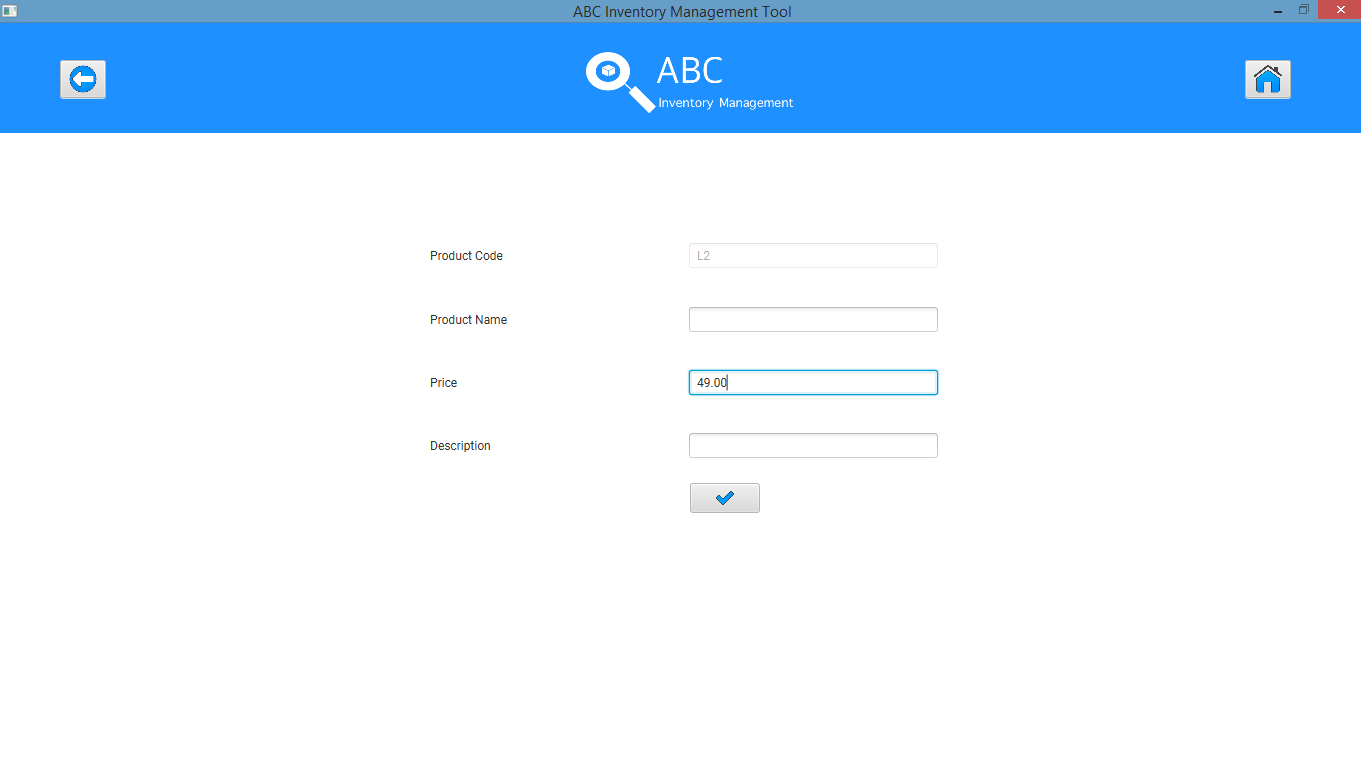 ABC Inventory Management Tool
ABC
Inventory Management
Product Code L2
Product Name
Price 49.00
Description